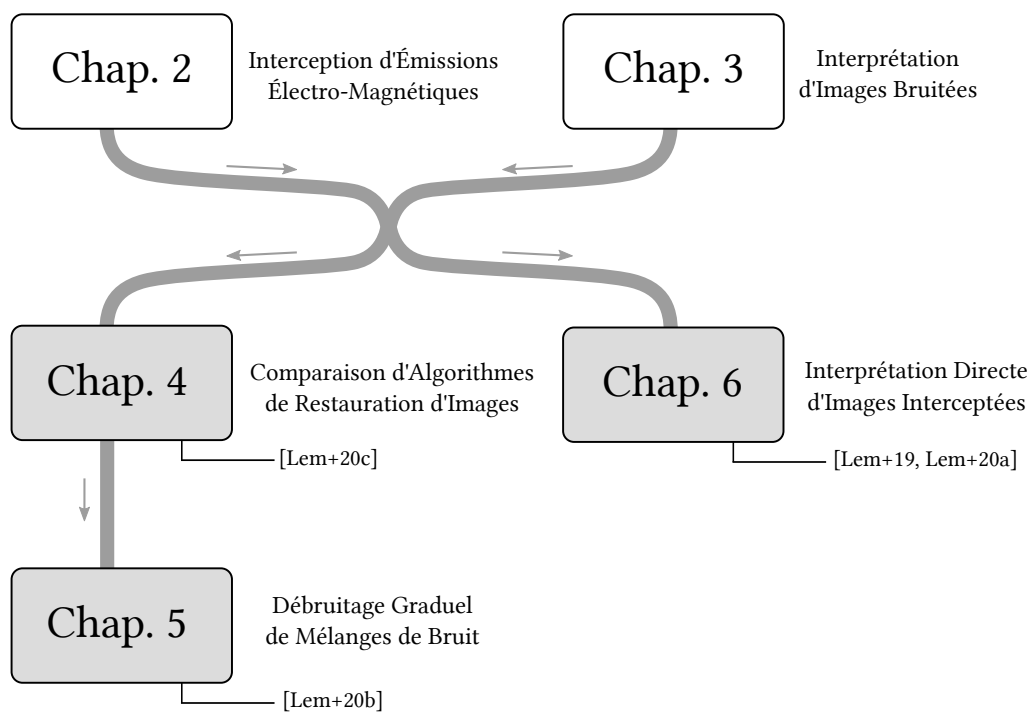 Chap. 2
Interception d'Émissions
Électro-Magnétiques
Chap. 3
Interprétation
d'Images Bruitées
Chap. 4
Comparaison d'Algorithmes
de Restauration d'Images
[Lem+20c]
Chap. 6
Interprétation Directe
d'Images Interceptées
[Lem+19, Lem+20a]
Chap. 5
Débruitage Graduel
de Mélanges de Bruit
[Lem+20b]